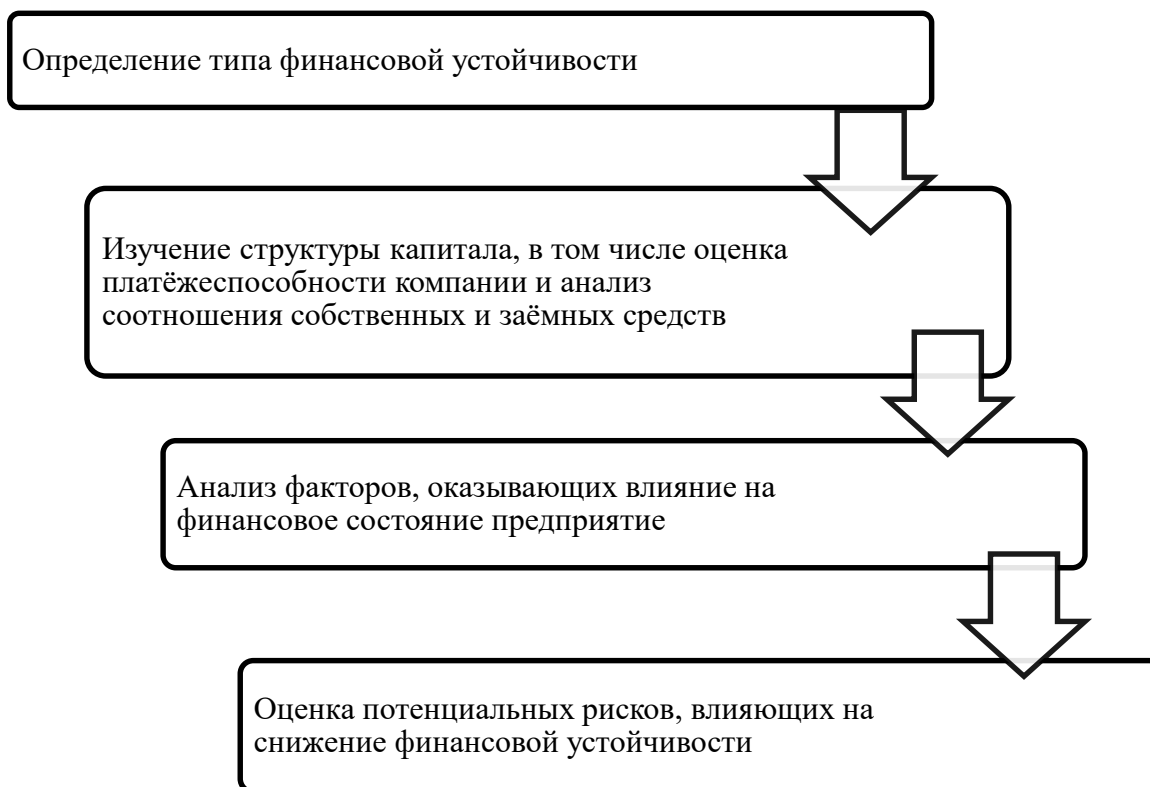 Определение типа финансовой устойчивости
Изучение структуры капитала, в том числе оценка
платёжеспособности компании и анализ
соотношения собственных и заёмных средств
Анализ факторов, оказывающих влияние на
финансовое состояние предприятие
Оценка потенциальных рисков, влияющих на
снижение финансовой устойчивости